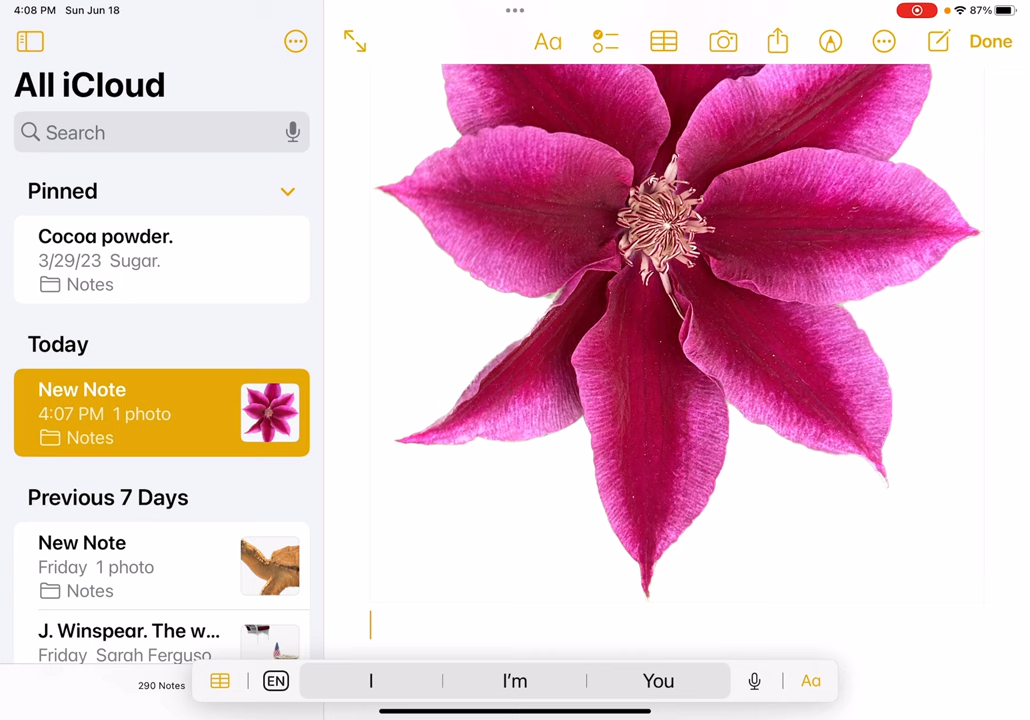 4:08 PM Sun Jun 18
87%
Aa
Done
All iCloud
Search
Pinned
Cocoa powder.
3/29/23 Sugar.
Notes
Today
New Note
4:07 PM 1 photo
Notes
Previous 7 Days
New Note
Friday 1 photo
Notes
J. Winspear. The w...
Friday Sarah Ferguso
290 Notes
EN
I
I'm
You
Aa